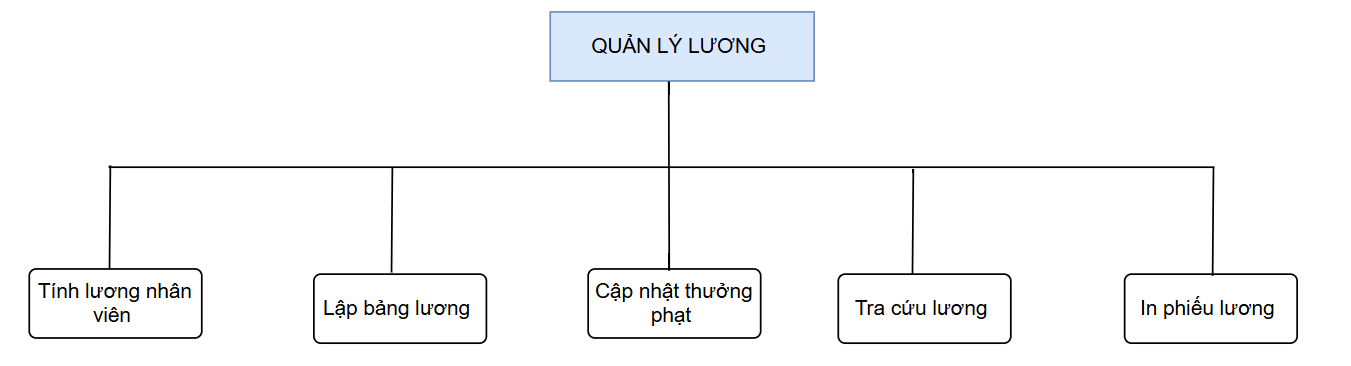 QUẢN LÝ LƯƠNG
Tính lương nhân
viên
Lập bảng lương
Cập nhật thưởng
phạt
Tra cứu lương
In phiếu lương